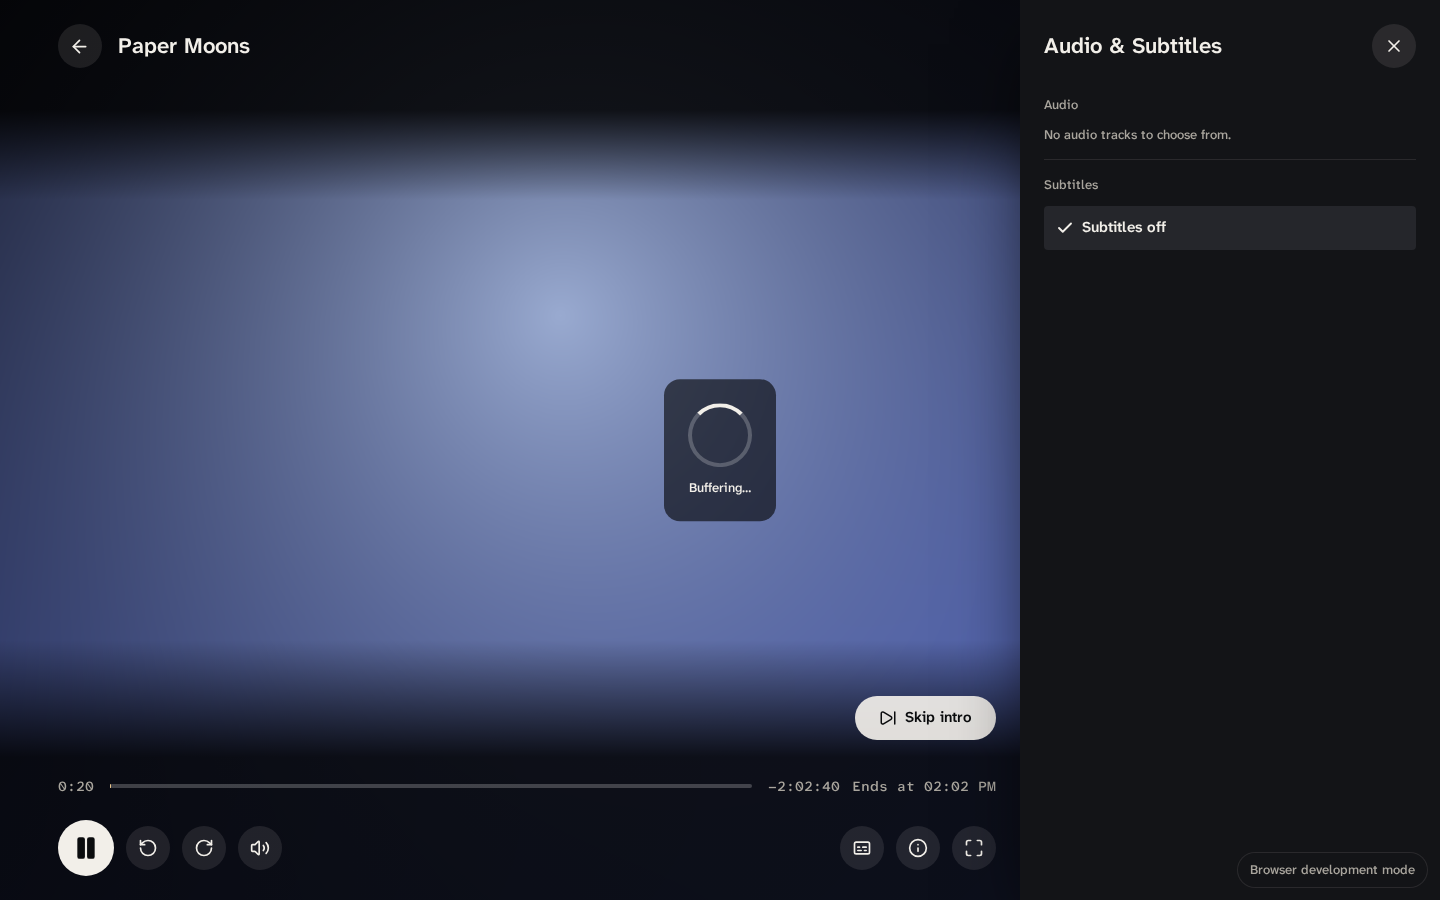 Paper Moons
Audio & Subtitles
Audio
No audio tracks to choose from.
Subtitles
Subtitles off
Buffering...
Skip intro
0:20
−2:02:40 Ends at 02:02 PM
Browser development mode